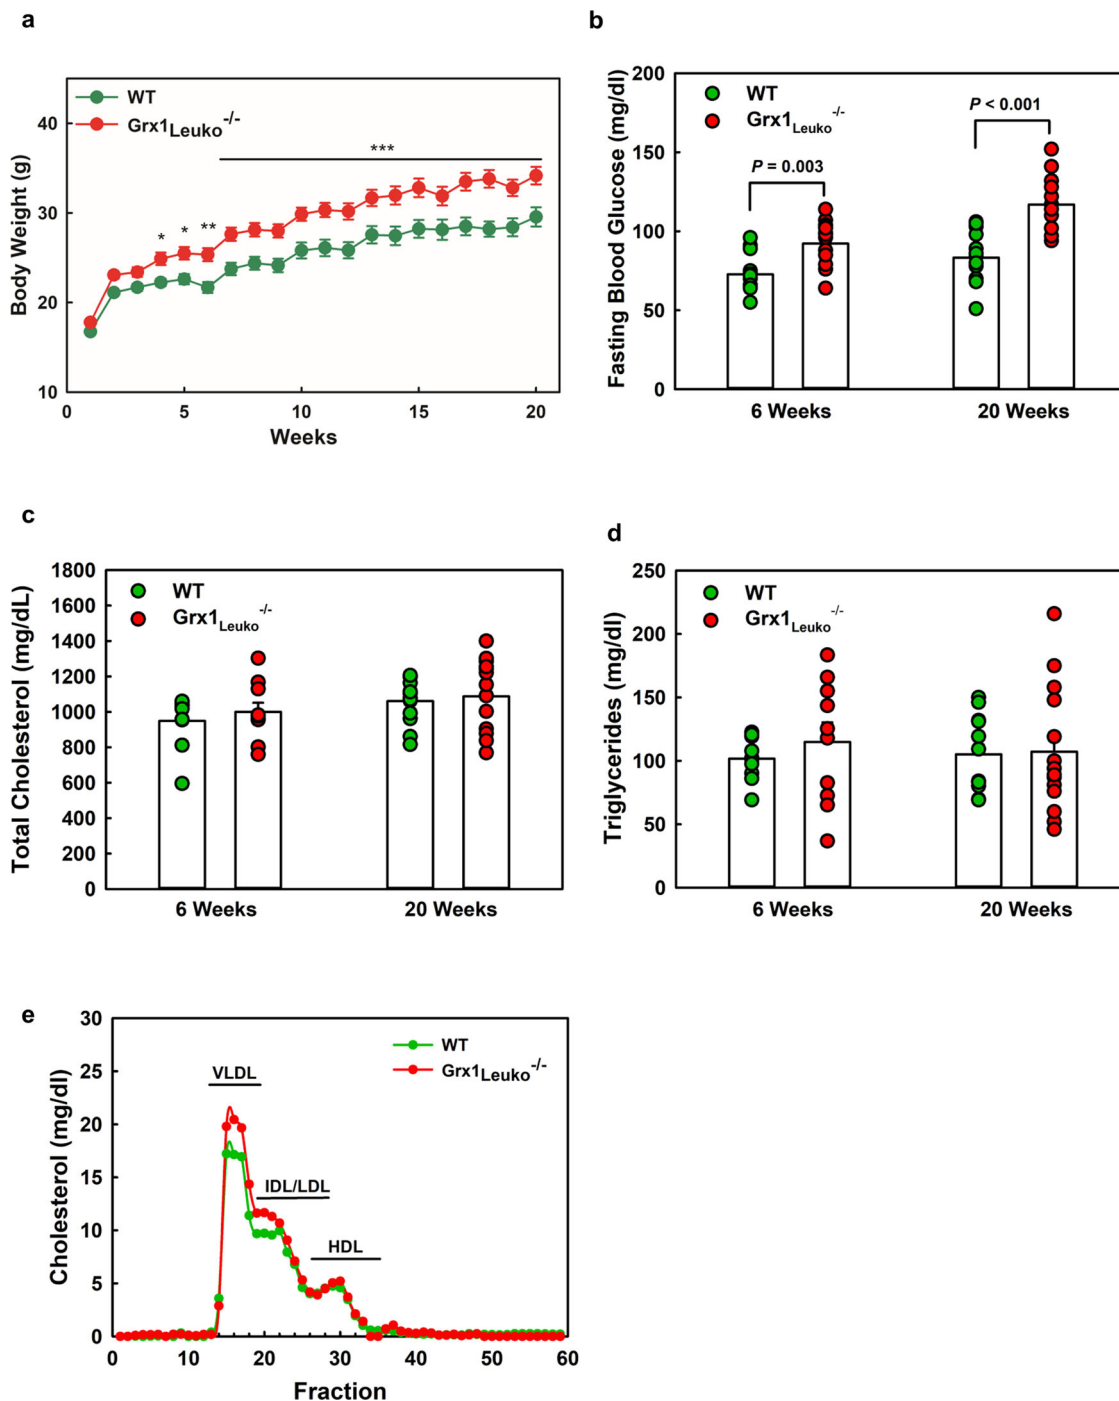 a
WT
Grx1Leuko-/-
***
* * **
Body Weight (g)
40
30
20
10
0 5 10 15 20
Weeks
b
WT
Grx1Leuko-/-
P = 0.003
P < 0.001
Fasting Blood Glucose (mg/dl)
200
150
100
50
0
6 Weeks 20 Weeks
c
WT
Grx1Leuko-/-
Total Cholesterol (mg/dL)
1800
1600
1400
1200
1000
800
600
400
200
0
6 Weeks 20 Weeks
d
WT
Grx1Leuko-/-
Triglycerides (mg/dl)
250
200
150
100
50
0
6 Weeks 20 Weeks
e
WT
Grx1Leuko-/-
VLDL
IDL/LDL
HDL
Cholesterol (mg/dl)
30
25
20
15
10
5
0
0 10 20 30 40 50 60
Fraction